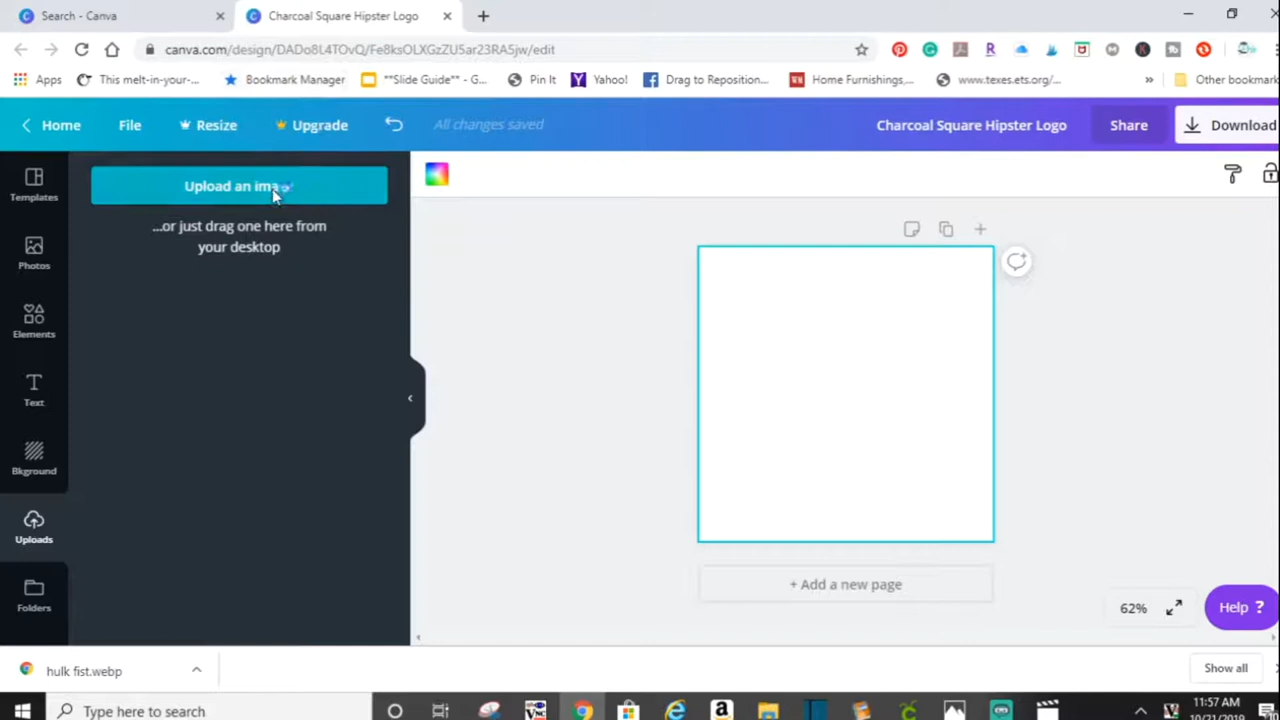 Search - Canva
Charcoal Square Hipster Logo
canva.com/design/DADo8L4TOvQ/Fe8ksOLXGzZU5ar23RA5jw/edit
Apps
This melt-in-your-...
Bookmark Manager
**Slide Guide** - G...
Pin It
Yahoo!
Drag to Reposition...
Home Furnishings,...
www.texes.ets.org/...
»
Other bookmark
Home
File
Resize
Upgrade
All changes saved
Charcoal Square Hipster Logo
Share
Download
Templates
Photos
Elements
Text
Bkground
Uploads
Folders
Upload an ima
...or just drag one here from
your desktop
+ Add a new page
62%
Help ?
hulk fist.webp
Show all
Type here to search
11:57 AM